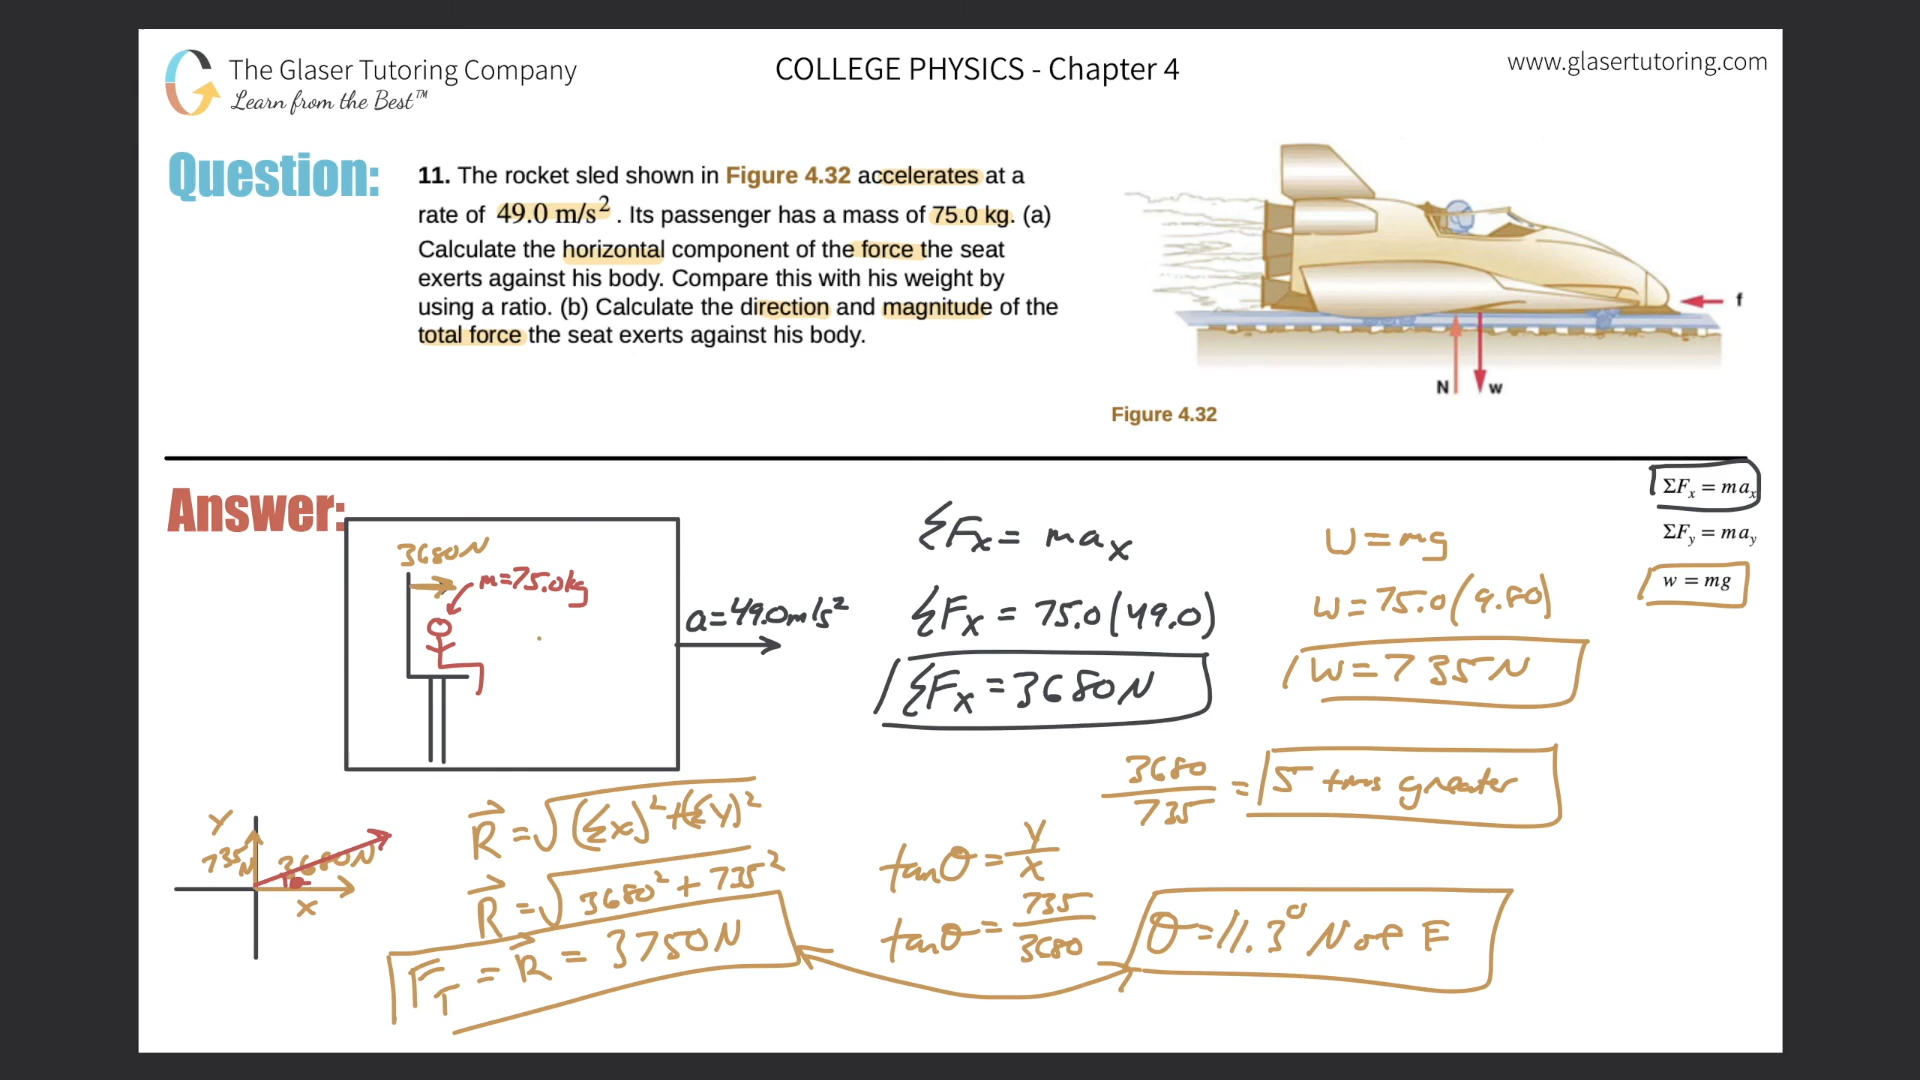 The Glaser Tutoring Company
Learn from the Best™
COLLEGE PHYSICS - Chapter 4
www.glasertutoring.com
Question:
11. The rocket sled shown in Figure 4.32 accelerates at a
rate of 49.0 m/s² . Its passenger has a mass of 75.0 kg. (a)
Calculate the horizontal component of the force the seat
exerts against his body. Compare this with his weight by
using a ratio. (b) Calculate the direction and magnitude of the
total force the seat exerts against his body.
f
N
w
Figure 4.32
Answer:
ΣFₓ = maₓ
ΣFᵧ = maᵧ
w = mg
3680N
m=75.0kg
a=49.0m/s²
ΣFₓ = maₓ
ΣFₓ = 75.0(49.0)
ΣFₓ = 3680N
W=mg
W=75.0(9.80)
W=735N
3680/735 = 5 times greater
Y
735N
3680N
θ
X
R⃗ = √(Σx)²+(Σy)²
R⃗ = √3680²+735²
F_T = R⃗ = 3750N
tanθ = y/x
tanθ = 735/3680
θ=11.3° N of E